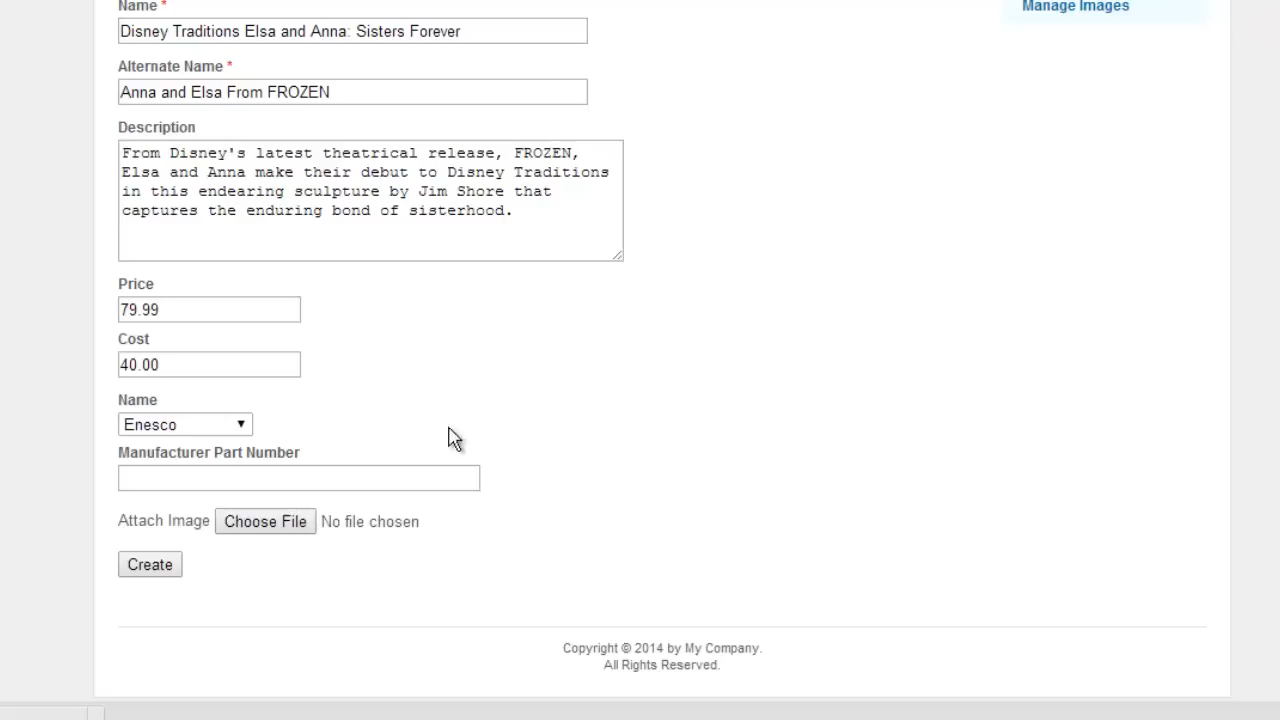 Name *
Manage Images
Disney Traditions Elsa and Anna: Sisters Forever
Alternate Name *
Anna and Elsa From FROZEN
Description
From Disney's latest theatrical release, FROZEN,
Elsa and Anna make their debut to Disney Traditions
in this endearing sculpture by Jim Shore that
captures the enduring bond of sisterhood.
Price
79.99
Cost
40.00
Name
Enesco
Manufacturer Part Number
Attach Image Choose File No file chosen
Create
Copyright © 2014 by My Company.
All Rights Reserved.